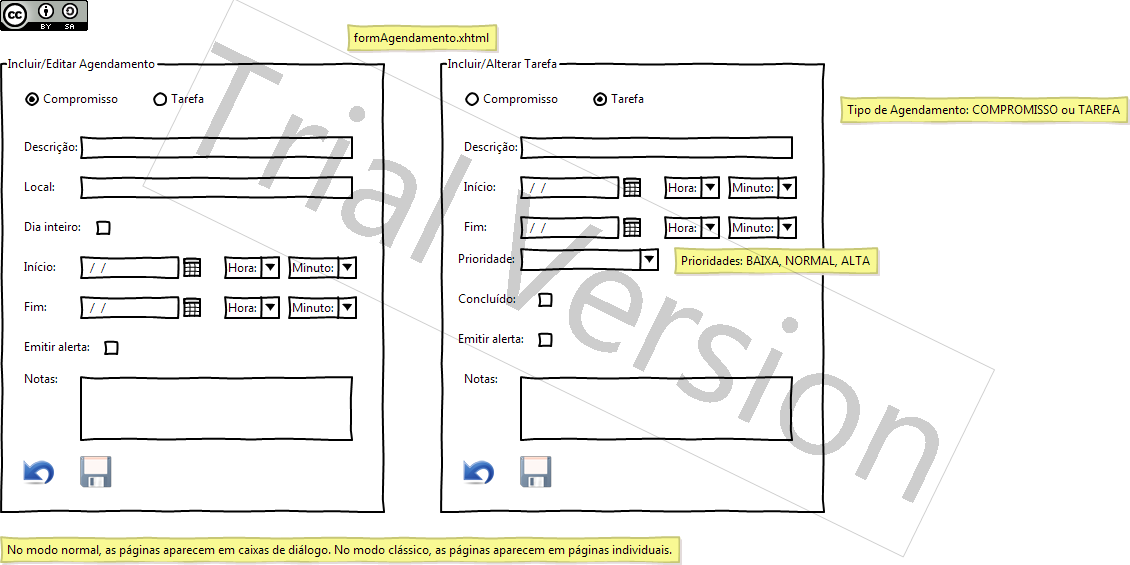 cc
BY SA
formAgendamento.xhtml
Incluir/Editar Agendamento
Compromisso Tarefa
Descrição:
Local:
Dia inteiro:
Início: / / Hora: Minuto:
Fim: / / Hora: Minuto:
Emitir alerta:
Notas:
Incluir/Alterar Tarefa
Compromisso Tarefa
Descrição:
Início: / / Hora: Minuto:
Fim: / / Hora: Minuto:
Prioridade:
Concluído:
Emitir alerta:
Notas:
Tipo de Agendamento: COMPROMISSO ou TAREFA
Prioridades: BAIXA, NORMAL, ALTA
No modo normal, as páginas aparecem em caixas de diálogo. No modo clássico, as páginas aparecem em páginas individuais.
Trial Version